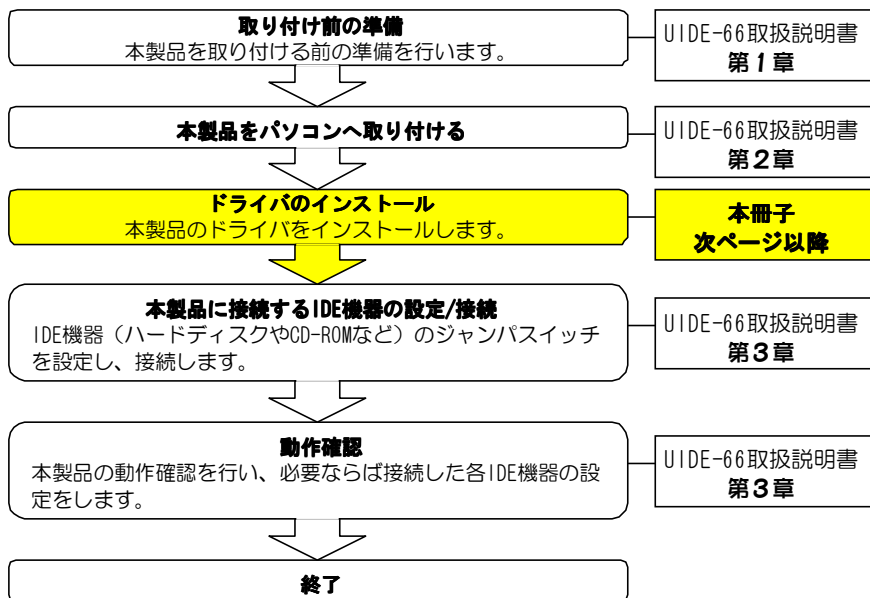 取り付け前の準備
本製品を取り付ける前の準備を行います。
UIDE-66取扱説明書
第1章
本製品をパソコンへ取り付ける
UIDE-66取扱説明書
第2章
ドライバのインストール
本製品のドライバをインストールします。
本冊子
次ページ以降
本製品に接続するIDE機器の設定/接続
IDE機器（ハードディスクやCD-ROMなど）のジャンパスイッチ
を設定し、接続します。
UIDE-66取扱説明書
第3章
動作確認
本製品の動作確認を行い、必要ならば接続した各IDE機器の設
定をします。
UIDE-66取扱説明書
第3章
終了